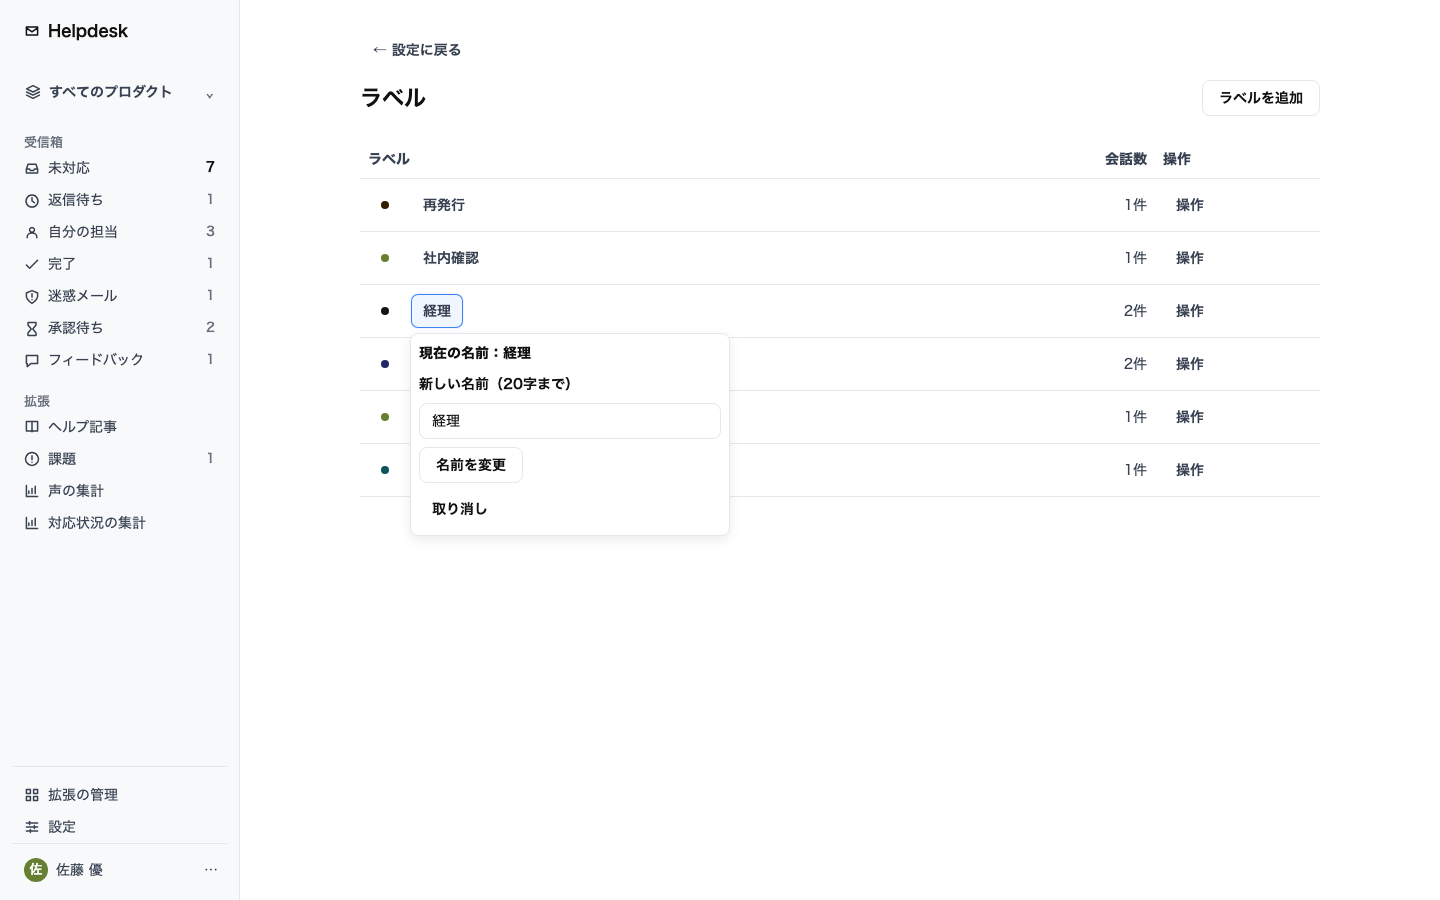 Helpdesk
すべてのプロダクト
受信箱
未対応 7
返信待ち 1
自分の担当 3
完了 1
迷惑メール 1
承認待ち 2
フィードバック 1
拡張
ヘルプ記事
課題 1
声の集計
対応状況の集計
拡張の管理
設定
佐 佐藤 優 …
← 設定に戻る
ラベル
ラベルを追加
ラベル 会話数 操作
再発行 1件 操作
社内確認 1件 操作
経理 2件 操作
2件 操作
1件 操作
1件 操作
現在の名前：経理
新しい名前（20字まで）
経理
名前を変更
取り消し